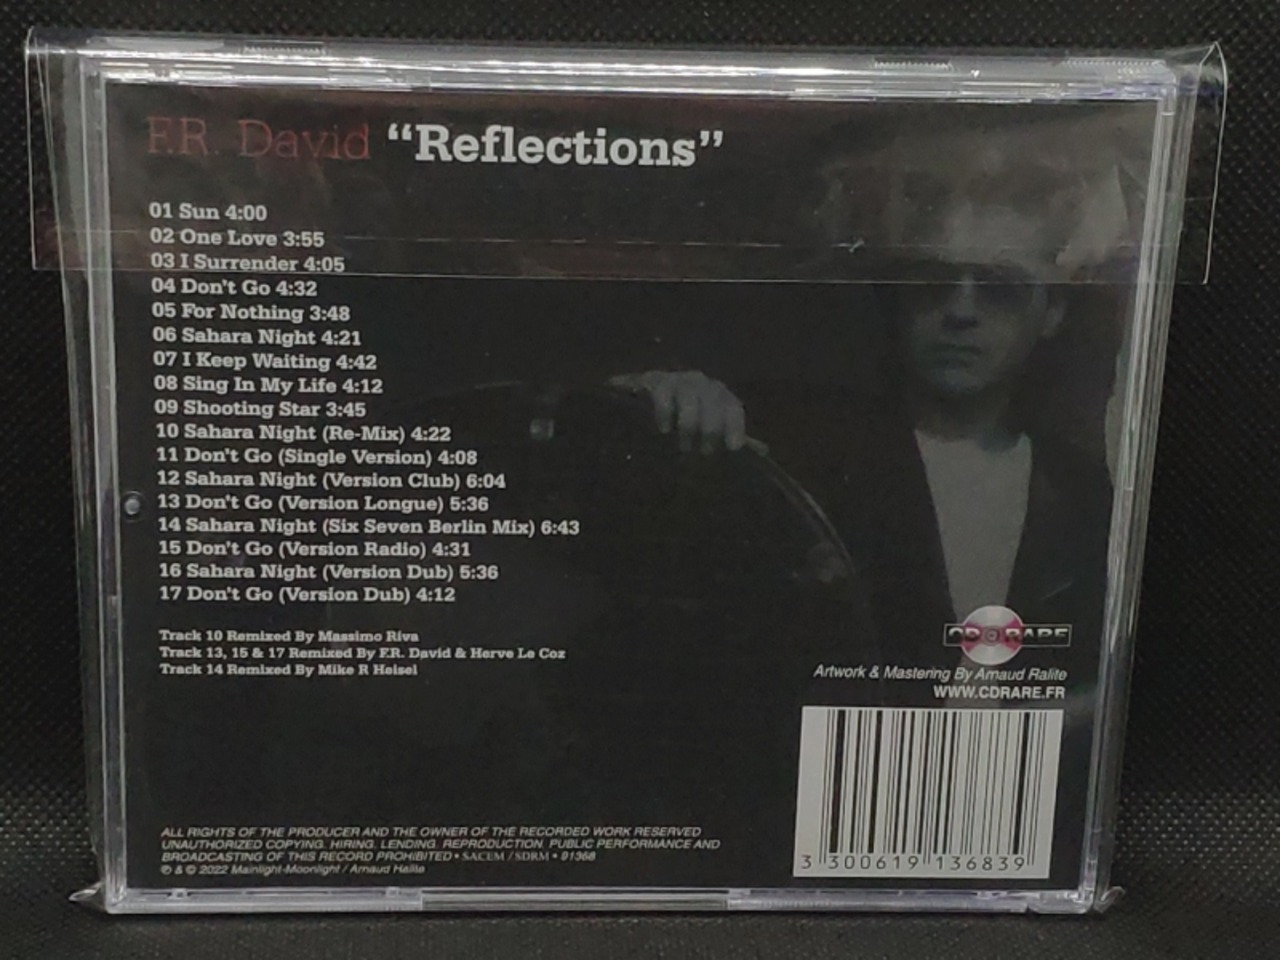 F.R. David “Reflections”
01 Sun 4:00
02 One Love 3:55
03 I Surrender 4:05
04 Don't Go 4:32
05 For Nothing 3:48
06 Sahara Night 4:21
07 I Keep Waiting 4:42
08 Sing In My Life 4:12
09 Shooting Star 3:45
10 Sahara Night (Re-Mix) 4:22
11 Don't Go (Single Version) 4:08
12 Sahara Night (Version Club) 6:04
13 Don't Go (Version Longue) 5:36
14 Sahara Night (Six Seven Berlin Mix) 6:43
15 Don't Go (Version Radio) 4:31
16 Sahara Night (Version Dub) 5:36
17 Don't Go (Version Dub) 4:12
Track 10 Remixed By Massimo Riva
Track 13, 15 & 17 Remixed By F.R. David & Herve Le Coz
Track 14 Remixed By Mike R Heisel
CD RARE
Artwork & Mastering By Arnaud Ralite
WWW.CDRARE.FR
ALL RIGHTS OF THE PRODUCER AND THE OWNER OF THE RECORDED WORK RESERVED
UNAUTHORIZED COPYING. HIRING. LENDING. REPRODUCTION. PUBLIC PERFORMANCE AND
BROADCASTING OF THIS RECORD PROHIBITED • SACEM / SDRM • 91368
℗ & © 2022 Mainlight-Moonlight / Arnaud Ralite
3 300619 136839